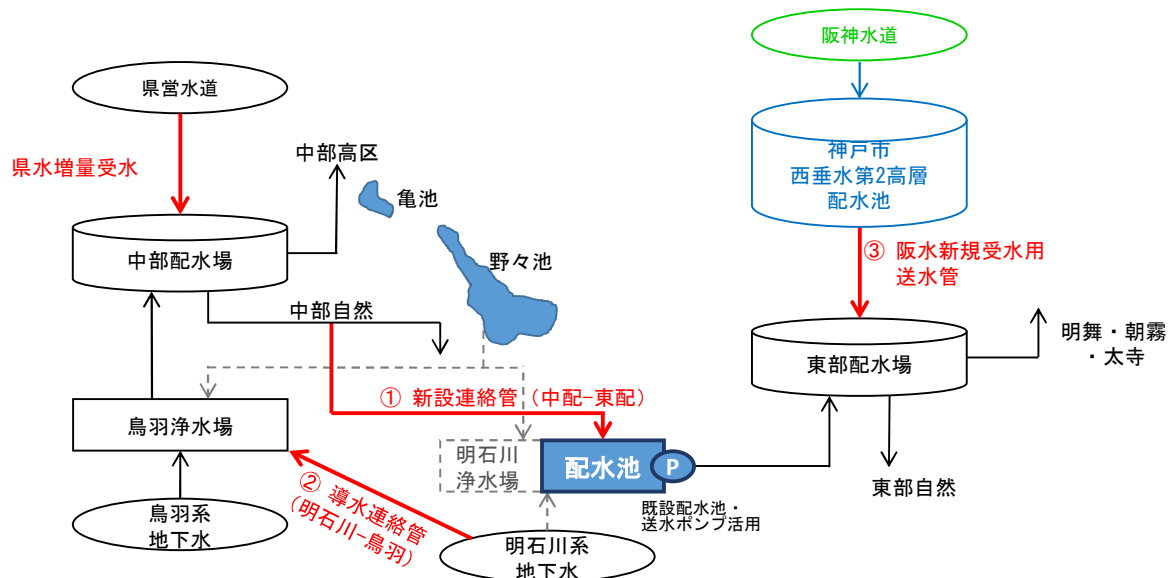 阪神水道
県営水道
県水増量受水
中部高区
亀池
神戸市
西垂水第2高層
配水池
中部配水場
野々池
③ 阪水新規受水用
送水管
中部自然
東部配水場
明舞・朝霧
・太寺
① 新設連絡管（中配−東配）
鳥羽浄水場
明石川
浄水場
配水池
P
② 導水連絡管
（明石川−鳥羽）
既設配水池・
送水ポンプ活用
東部自然
鳥羽系
地下水
明石川系
地下水